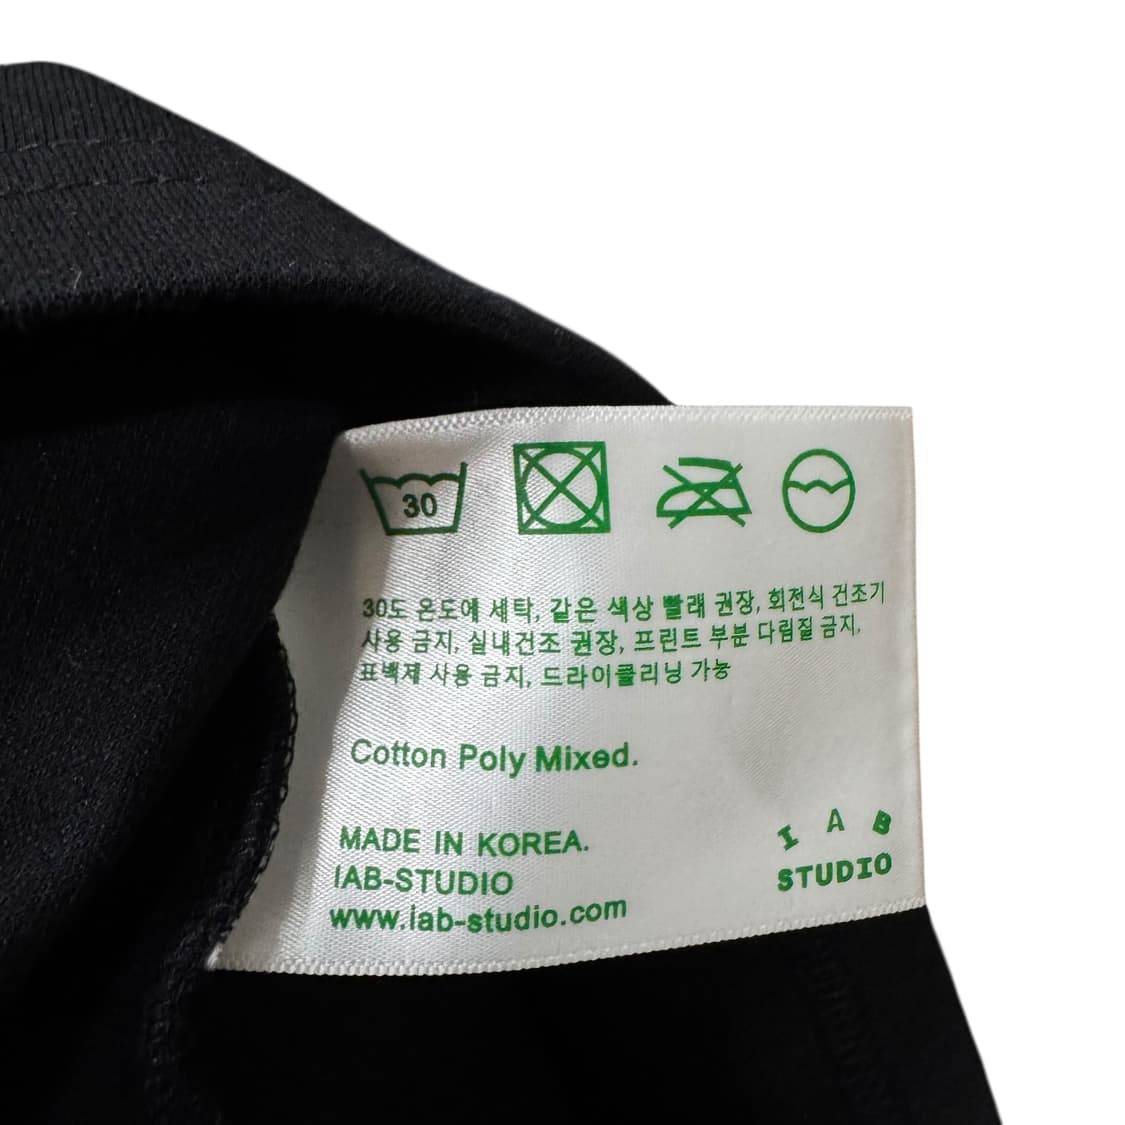 30
30도 온도에 세탁, 같은 색상 빨래 권장, 회전식 건조기
사용 금지, 실내건조 권장, 프린트 부분 다림질 금지,
표백제 사용 금지, 드라이클리닝 가능
Cotton Poly Mixed.
MADE IN KOREA.
IAB-STUDIO
www.iab-studio.com
I A B
STUDIO